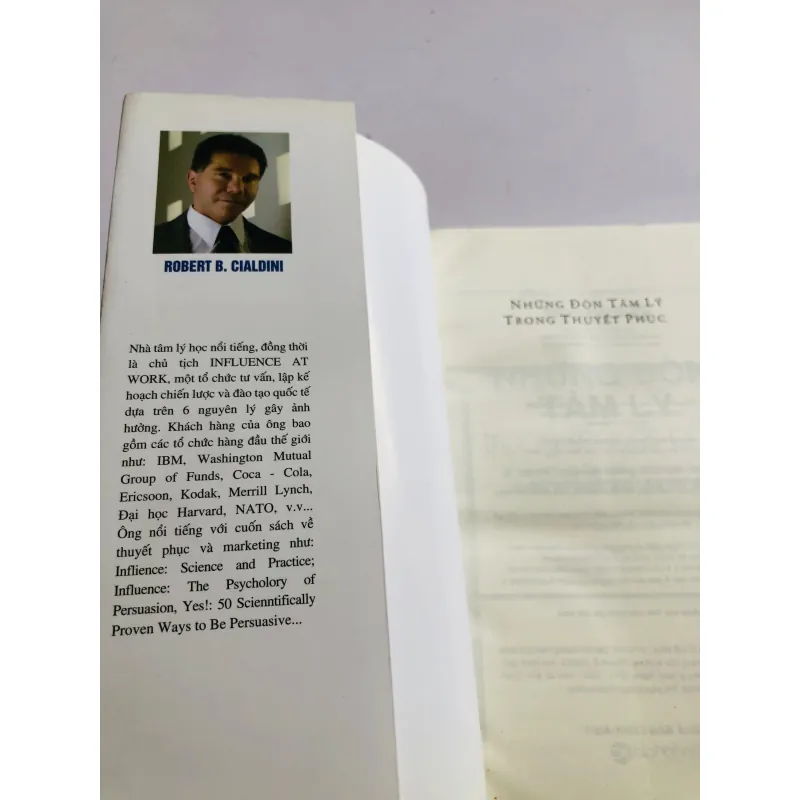 ROBERT B. CIALDINI
Nhà tâm lý học nổi tiếng, đồng thời
là chủ tịch INFLUENCE AT
WORK, một tổ chức tư vấn, lập kế
hoạch chiến lược và đào tạo quốc tế
dựa trên 6 nguyên lý gây ảnh
hưởng. Khách hàng của ông bao
gồm các tổ chức hàng đầu thế giới
như: IBM, Washington Mutual
Group of Funds, Coca - Cola,
Ericsoon, Kodak, Merrill Lynch,
Đại học Harvard, NATO, v.v...
Ông nổi tiếng với cuốn sách về
thuyết phục và marketing như:
Inflience: Science and Practice;
Influence: The Psycholory of
Persuasion, Yes!: 50 Scienntifically
Proven Ways to Be Persuasive...
NHỮNG ĐÒN TÂM LÝ
TRONG THUYẾT PHỤC